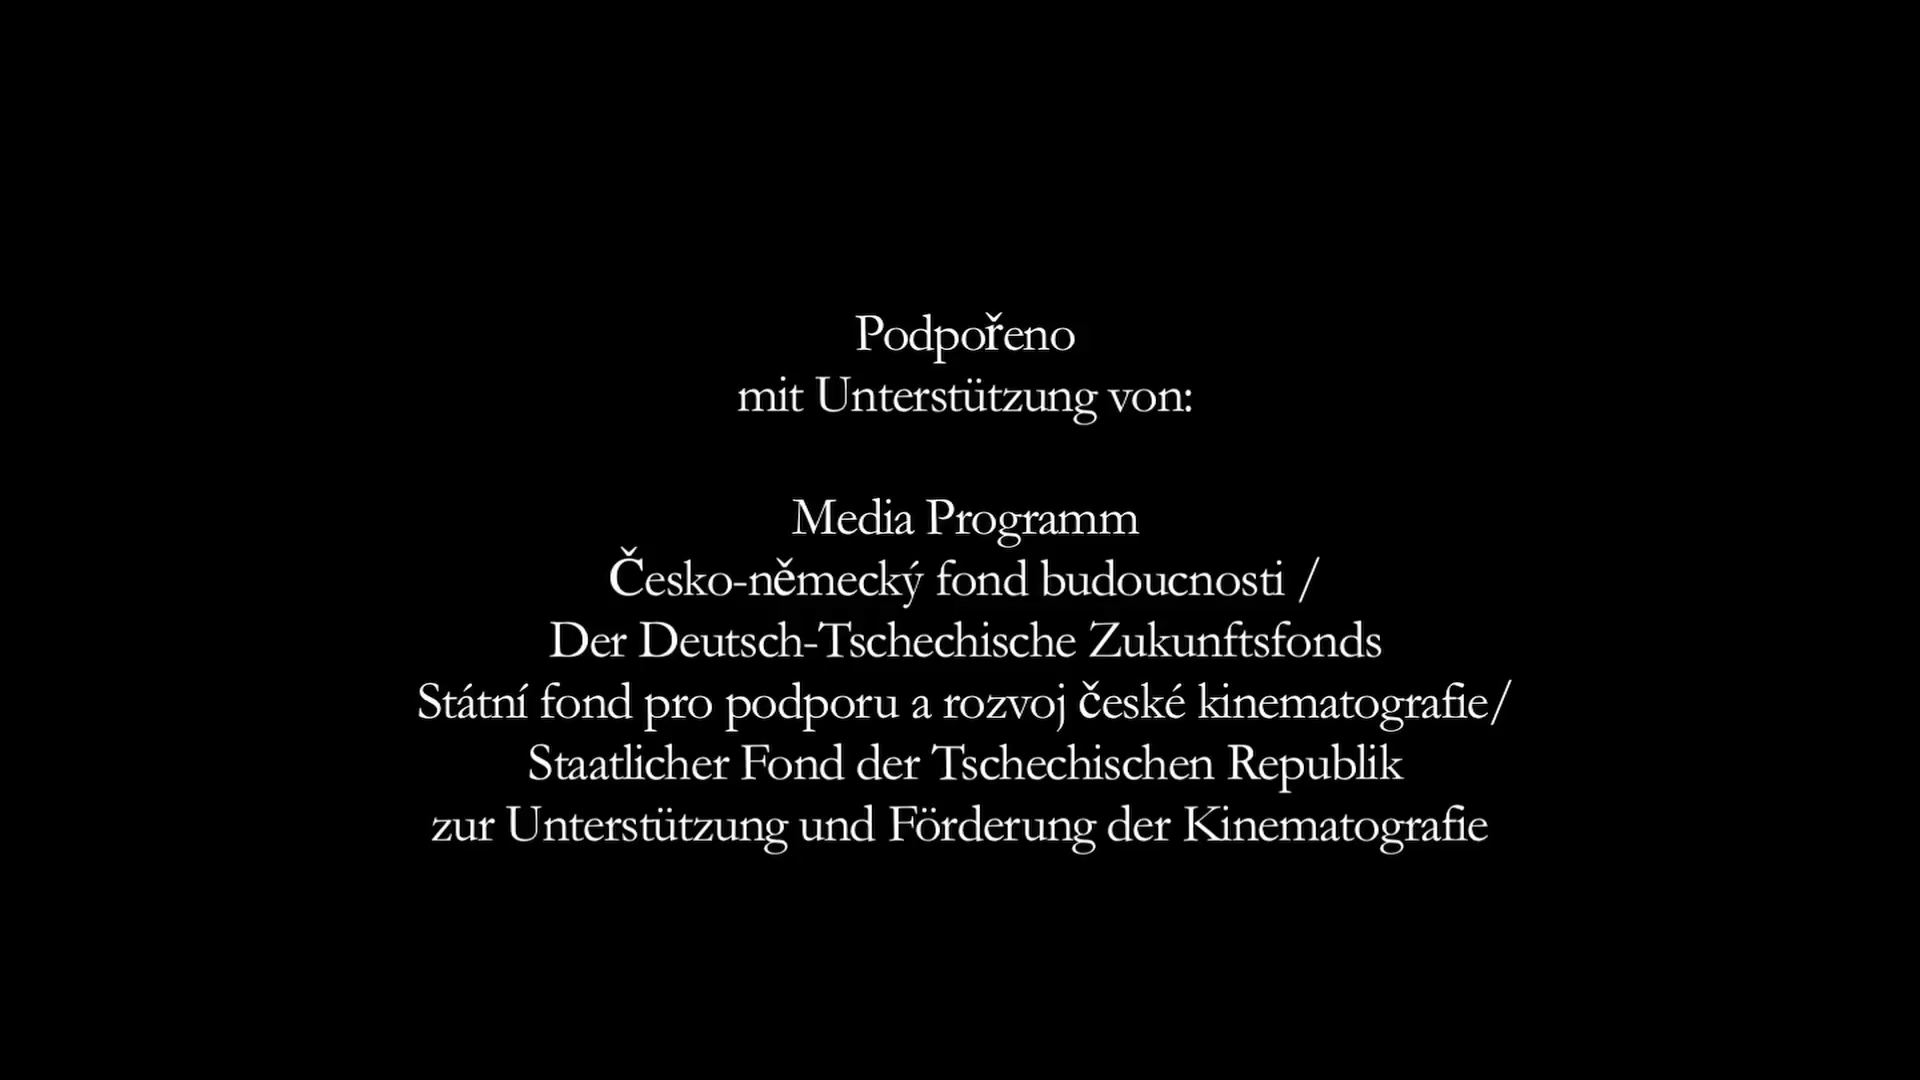 Podpořeno
mit Unterstützung von:
Media Programm
Česko-německý fond budoucnosti /
Der Deutsch-Tschechische Zukunftsfonds
Státní fond pro podporu a rozvoj české kinematografie/
Staatlicher Fond der Tschechischen Republik
zur Unterstützung und Förderung der Kinematografie